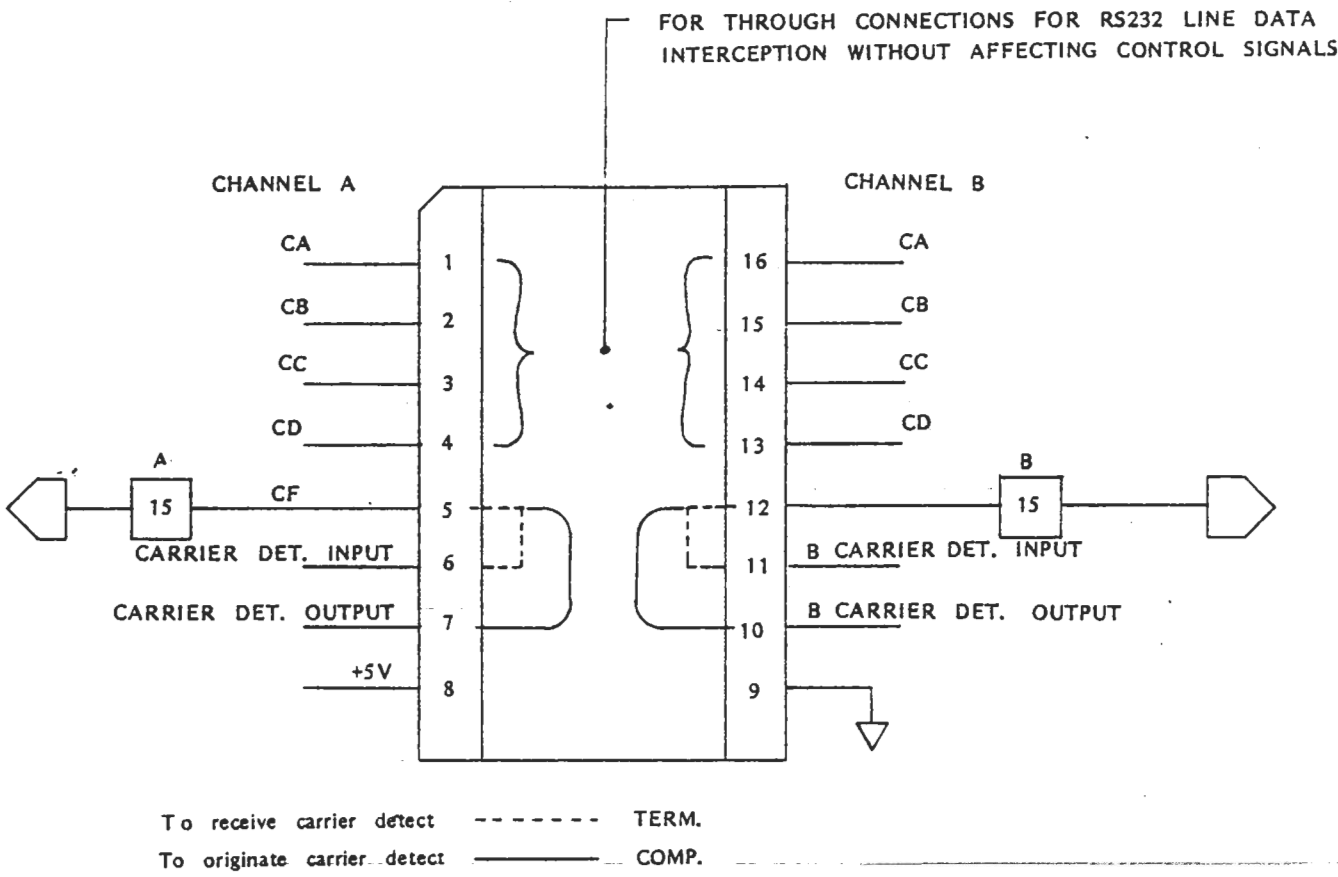 FOR THROUGH CONNECTIONS FOR RS232 LINE DATA
INTERCEPTION WITHOUT AFFECTING CONTROL SIGNALS
CHANNEL A
CHANNEL B
CA 1 16 CA
CB 2 15 CB
CC 3 14 CC
CD 4 13 CD
A B
15 CF 5 12 15
CARRIER DET. INPUT 6 11 B CARRIER DET. INPUT
CARRIER DET. OUTPUT 7 10 B CARRIER DET. OUTPUT
+5V 8 9
To receive carrier detect - - - - - - - TERM.
To originate carrier detect ———— COMP.